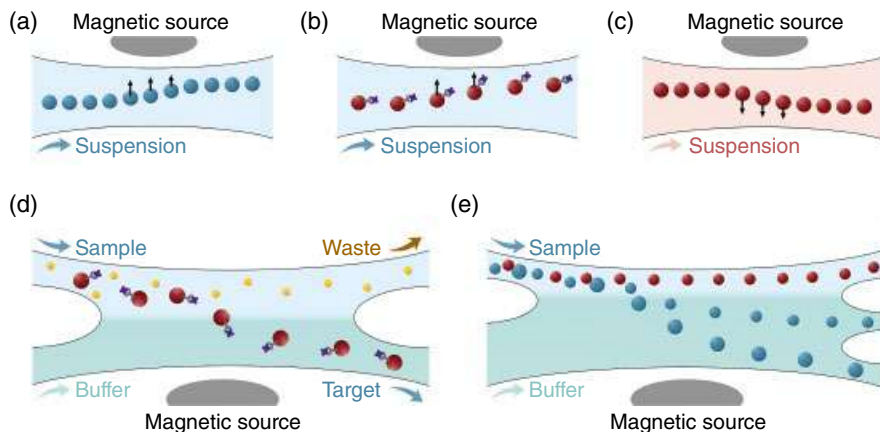 (a) Magnetic source
Suspension
(b) Magnetic source
Suspension
(c) Magnetic source
Suspension
(d)
Sample
Waste
Buffer
Target
Magnetic source
(e)
Sample
Buffer
Magnetic source